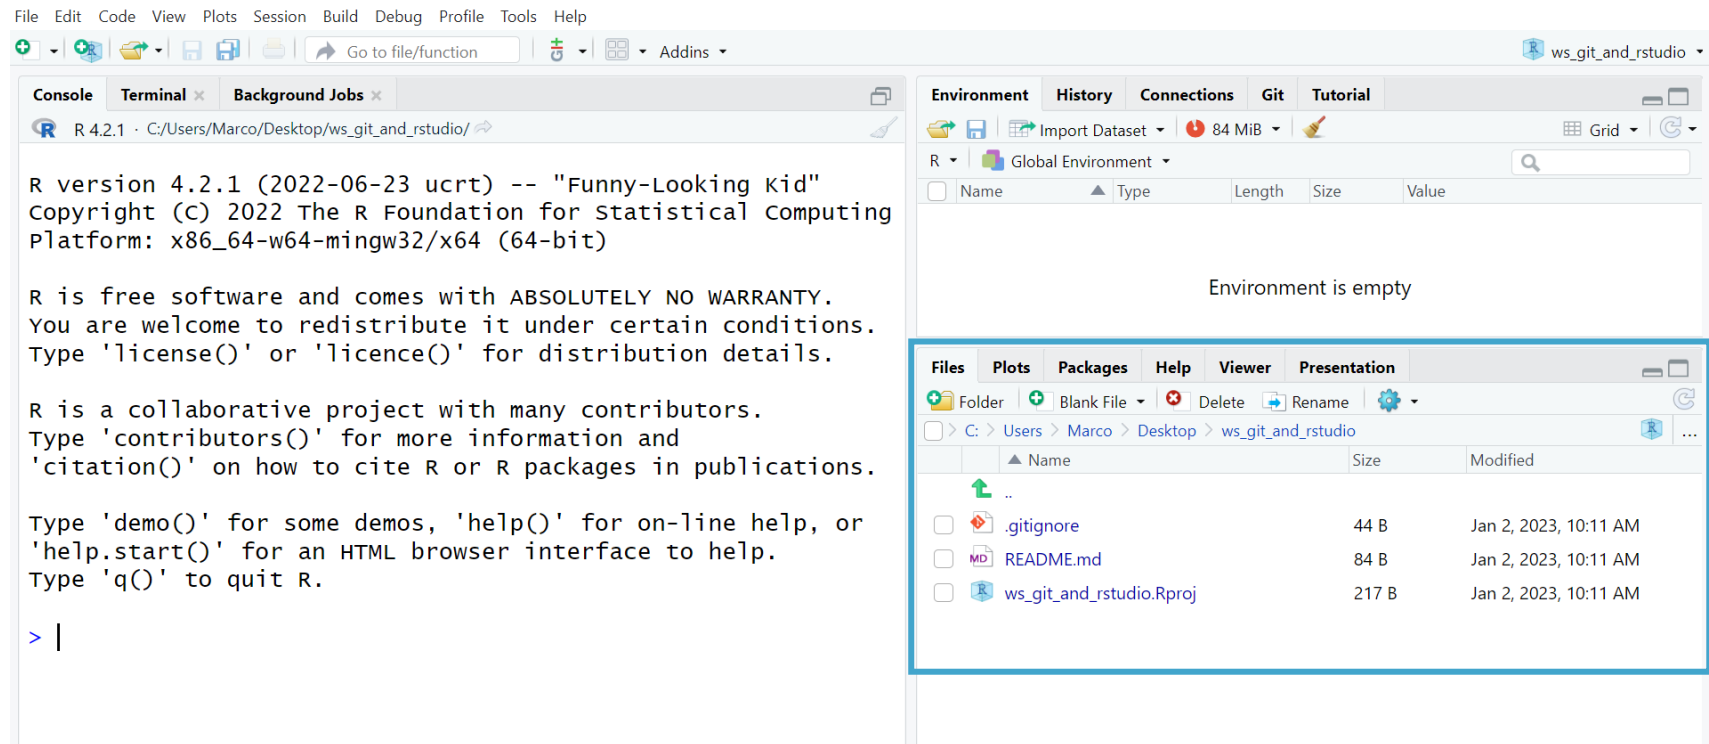 File Edit Code View Plots Session Build Debug Profile Tools Help
Go to file/function Addins ws_git_and_rstudio
Console Terminal Background Jobs
R 4.2.1 · C:/Users/Marco/Desktop/ws_git_and_rstudio/
R version 4.2.1 (2022-06-23 ucrt) -- "Funny-Looking Kid"
Copyright (C) 2022 The R Foundation for Statistical Computing
Platform: x86_64-w64-mingw32/x64 (64-bit)
R is free software and comes with ABSOLUTELY NO WARRANTY.
You are welcome to redistribute it under certain conditions.
Type 'license()' or 'licence()' for distribution details.
R is a collaborative project with many contributors.
Type 'contributors()' for more information and
'citation()' on how to cite R or R packages in publications.
Type 'demo()' for some demos, 'help()' for on-line help, or
'help.start()' for an HTML browser interface to help.
Type 'q()' to quit R.
>
Environment History Connections Git Tutorial
Import Dataset 84 MiB Grid
R Global Environment
Name Type Length Size Value
Environment is empty
Files Plots Packages Help Viewer Presentation
Folder Blank File Delete Rename
C: > Users > Marco > Desktop > ws_git_and_rstudio ...
Name Size Modified
..
.gitignore 44 B Jan 2, 2023, 10:11 AM
README.md 84 B Jan 2, 2023, 10:11 AM
ws_git_and_rstudio.Rproj 217 B Jan 2, 2023, 10:11 AM